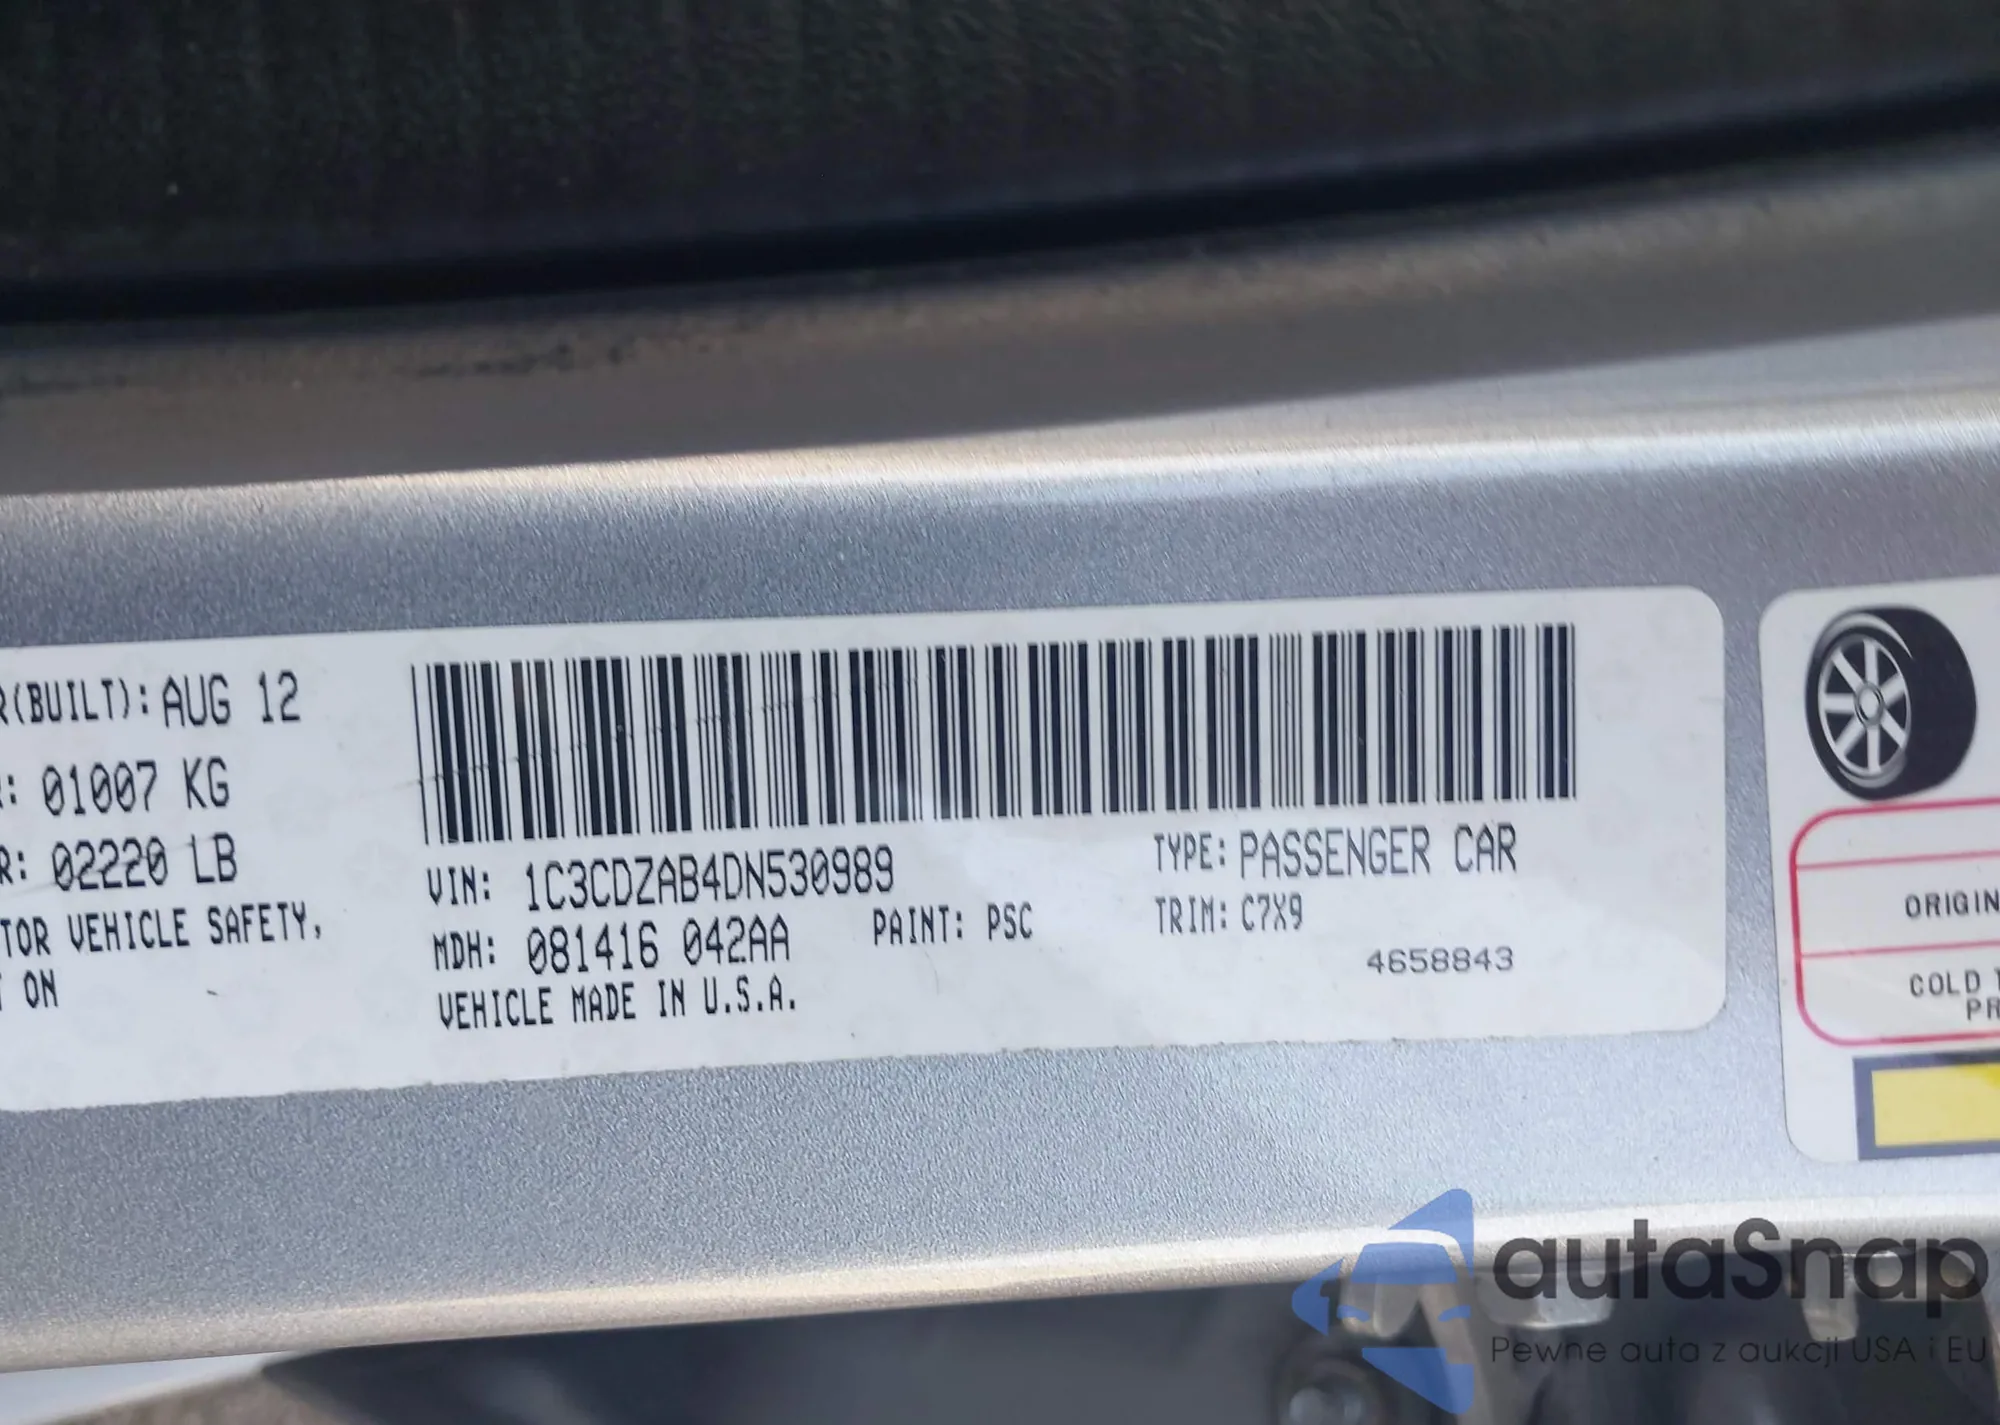 R(BUILT): AUG 12
R: 01007 KG
R: 02220 LB
TOR VEHICLE SAFETY,
ON
VIN: 1C3CDZAB4DN530989
MDH: 081416 042AA
PAINT: PSC
VEHICLE MADE IN U.S.A.
TYPE: PASSENGER CAR
TRIM: C7X9
4658843
ORIGIN
COLD T
PR
autaSnap
Pewne auta z aukcji USA i EU